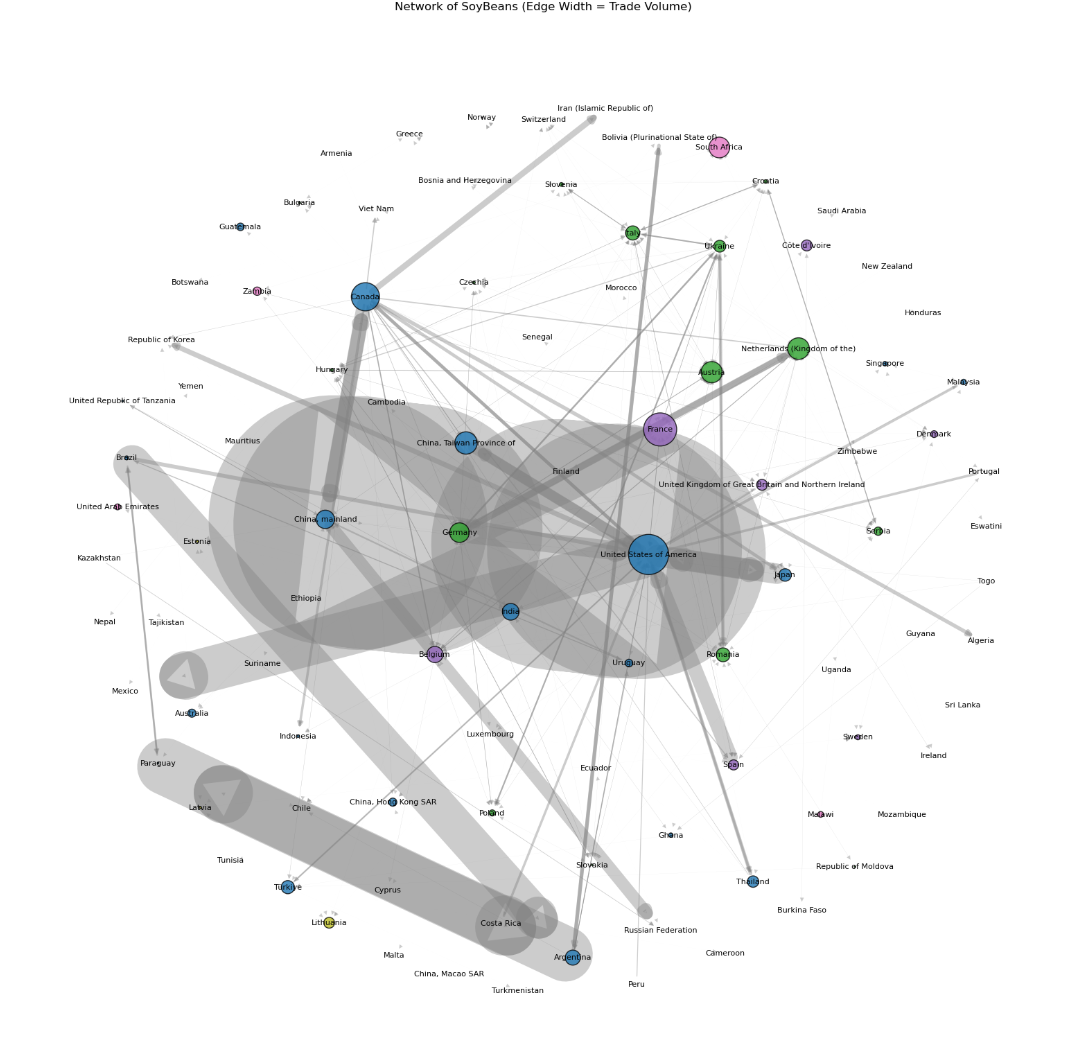 Network of SoyBeans (Edge Width = Trade Volume)
Iran (Islamic Republic of)
Norway
Switzerland
Greece
Bolivia (Plurinational State of)
South Africa
Armenia
Bosnia and Herzegovina
Slovenia
Croatia
Bulgaria
Viet Nam
Saudi Arabia
Guatemala
Italy
Ukraine
Côte d'Ivoire
New Zealand
Botswana
Zambia
Czechia
Morocco
Canada
Honduras
Republic of Korea
Senegal
Netherlands (Kingdom of the)
Singapore
Hungary
Austria
Malaysia
Yemen
United Republic of Tanzania
Cambodia
France
Denmark
Mauritius
China, Taiwan Province of
Zimbabwe
Brazil
Finland
Portugal
United Kingdom of Great Britain and Northern Ireland
United Arab Emirates
China, mainland
Eswatini
Germany
Serbia
Estonia
Kazakhstan
United States of America
Japan
Togo
Ethiopia
India
Nepal
Tajikistan
Guyana
Algeria
Belgium
Romania
Suriname
Uruguay
Uganda
Mexico
Sri Lanka
Australia
Indonesia
Luxembourg
Sweden
Ireland
Paraguay
Spain
Ecuador
Latvia
Chile
China, Hong Kong SAR
Poland
Malawi
Mozambique
Ghana
Tunisia
Slovakia
Republic of Moldova
Türkiye
Cyprus
Thailand
Burkina Faso
Lithuania
Costa Rica
Russian Federation
Malta
Argentina
Cameroon
China, Macao SAR
Peru
Turkmenistan